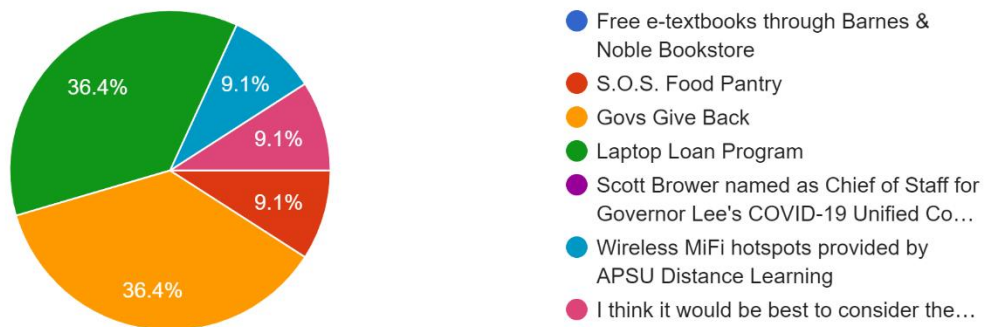 36.4%
9.1%
9.1%
9.1%
36.4%
Free e-textbooks through Barnes &
Noble Bookstore
S.O.S. Food Pantry
Govs Give Back
Laptop Loan Program
Scott Brower named as Chief of Staff for
Governor Lee's COVID-19 Unified Co…
Wireless MiFi hotspots provided by
APSU Distance Learning
I think it would be best to consider the…